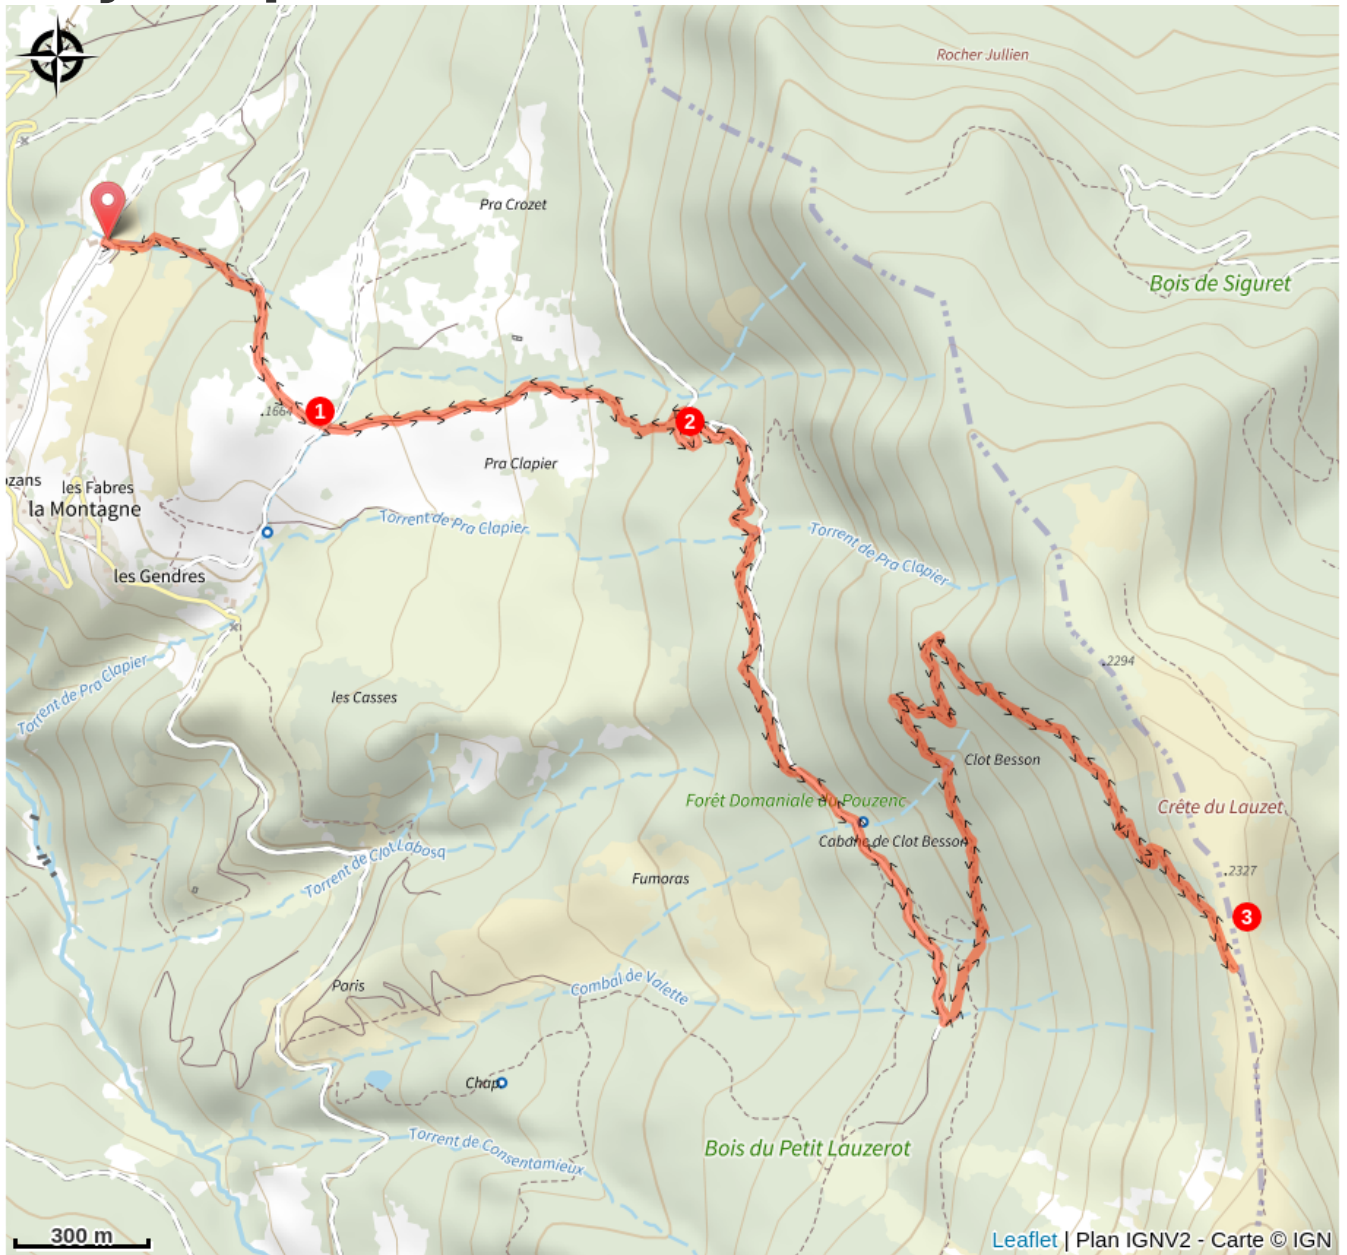 Rocher Jullien
Pra Crozet
Bois de Siguret
1
.1664
2
Pra Clapier
ozans
les Fabres
la Montagne
Torrent de Pra Clapier
Torrent de Pra Clapier
les Gendres
Torrent de Pra Clapier
.2294
les Casses
Clot Besson
Forêt Domaniale du Pouzenc
Crête du Lauzet
Cabane de Clot Besson
Torrent de Clot Labosq
Fumoras
.2327
3
Paris
Combal de Valette
Chap
Torrent de Consentamieux
Bois du Petit Lauzerot
300 m
Leaflet | Plan IGNV2 - Carte © IGN